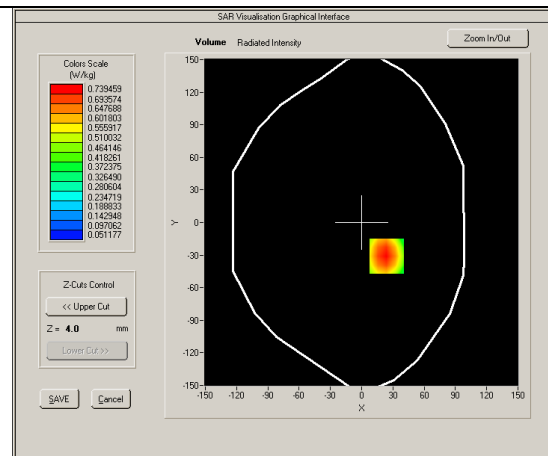 SAR Visualisation Graphical Interface
Volume Radiated Intensity
Zoom In/Out
Colors Scale
(W/kg)
0.739459
0.693574
0.647688
0.601803
0.555917
0.510032
0.464146
0.418261
0.372375
0.326490
0.280604
0.234719
0.188833
0.142948
0.097062
0.051177
Z-Cuts Control
<< Upper Cut
Z = 4.0 mm
Lower Cut >>
SAVE
Cancel
150
120
90
60
30
0
-30
-60
-90
-120
-150
Y
-150 -120 -90 -60 -30 0 30 60 90 120 150
X